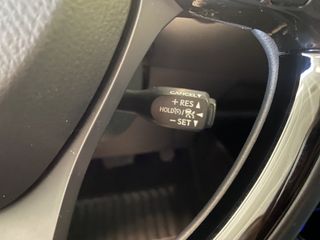 CANCEL
+ RES ▲
HOLD
− SET ▼